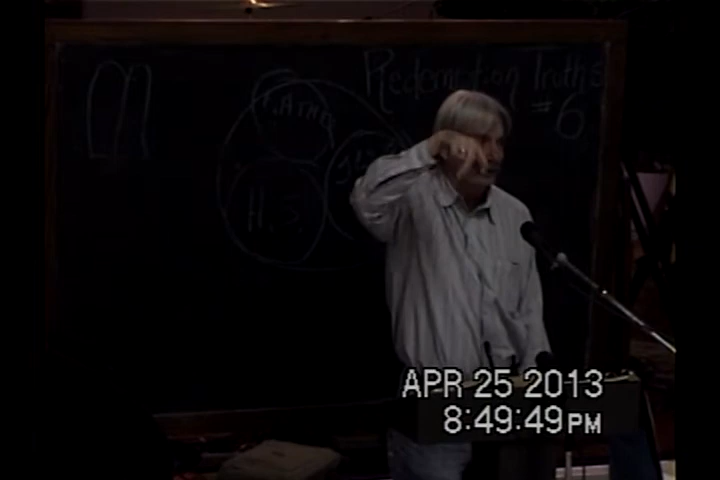 Redemption Truths
#6
FATHER
H.S.
APR 25 2013
8:49:49PM